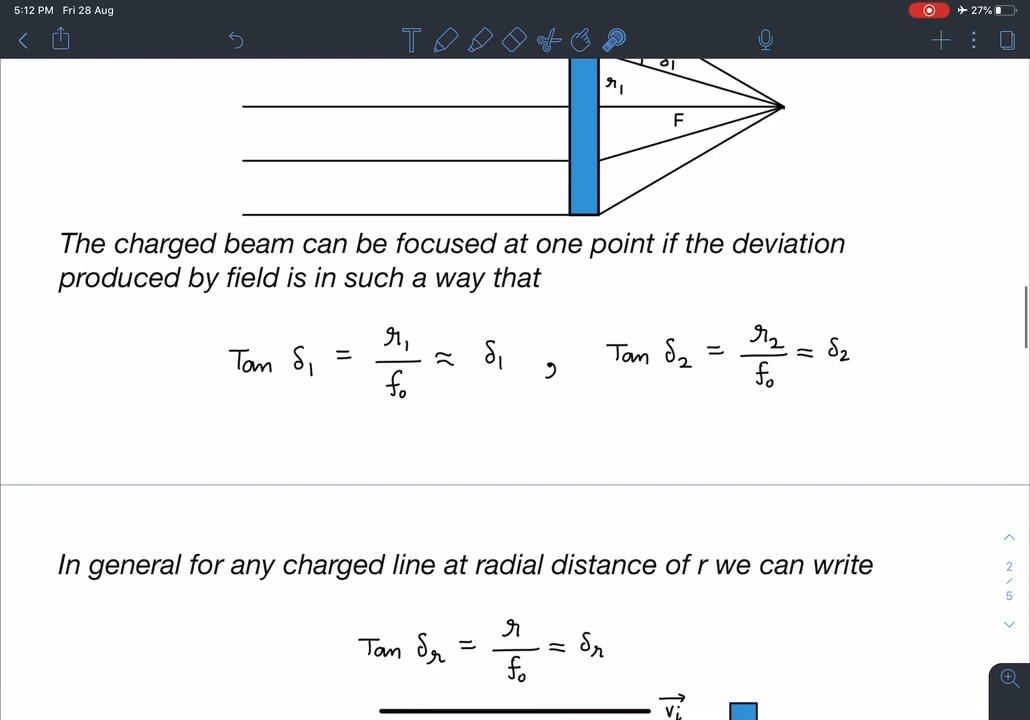 5:12 PM Fri 28 Aug
27%
T
δ1
r1
F
The charged beam can be focused at one point if the deviation
produced by field is in such a way that
Tan δ1 = r1/f0 ≈ δ1 , Tan δ2 = r2/f0 ≈ δ2
In general for any charged line at radial distance of r we can write
2/5
Tan δr = r/f0 ≈ δr
vi